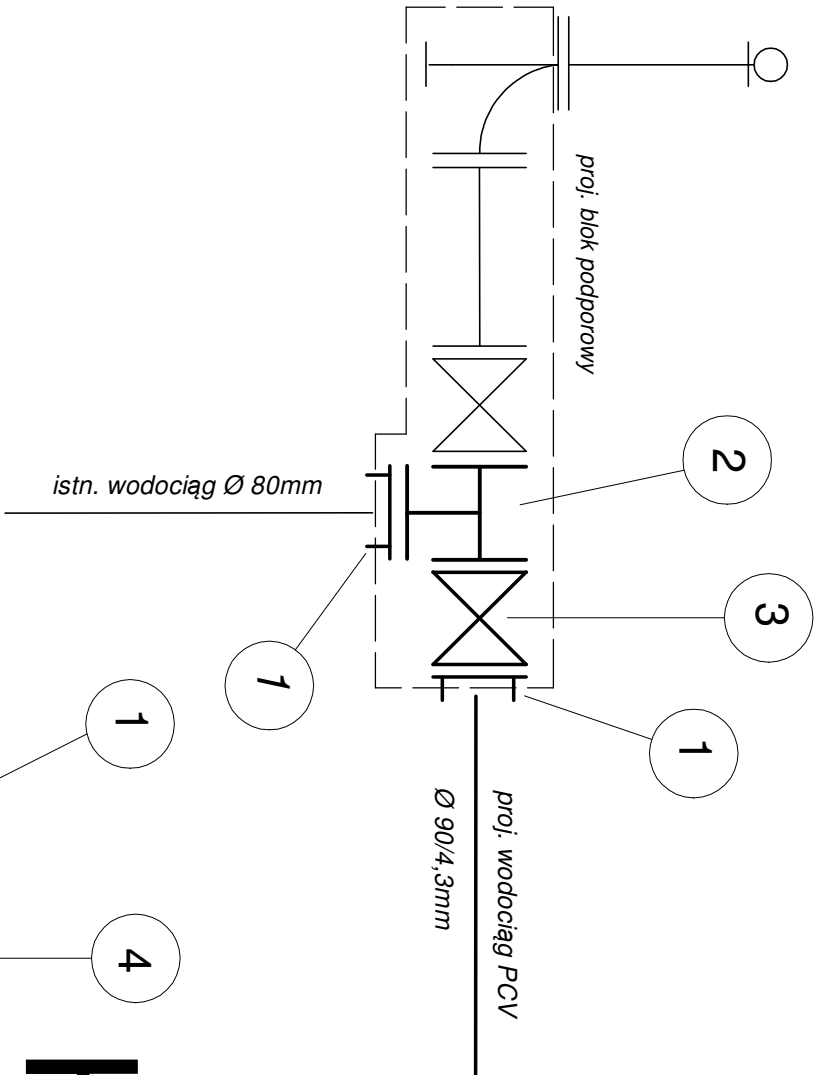 proj. blok podporowy
2
istn. wodociąg Ø 80mm
3
1
1
1
proj. wodociąg PCV
Ø 90/4,3mm
4